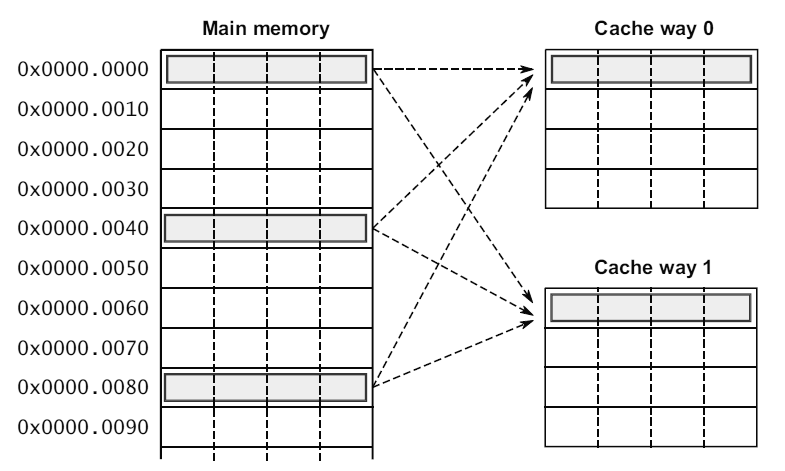 Main memory
Cache way 0
0x0000.0000
0x0000.0010
0x0000.0020
0x0000.0030
0x0000.0040
0x0000.0050
Cache way 1
0x0000.0060
0x0000.0070
0x0000.0080
0x0000.0090